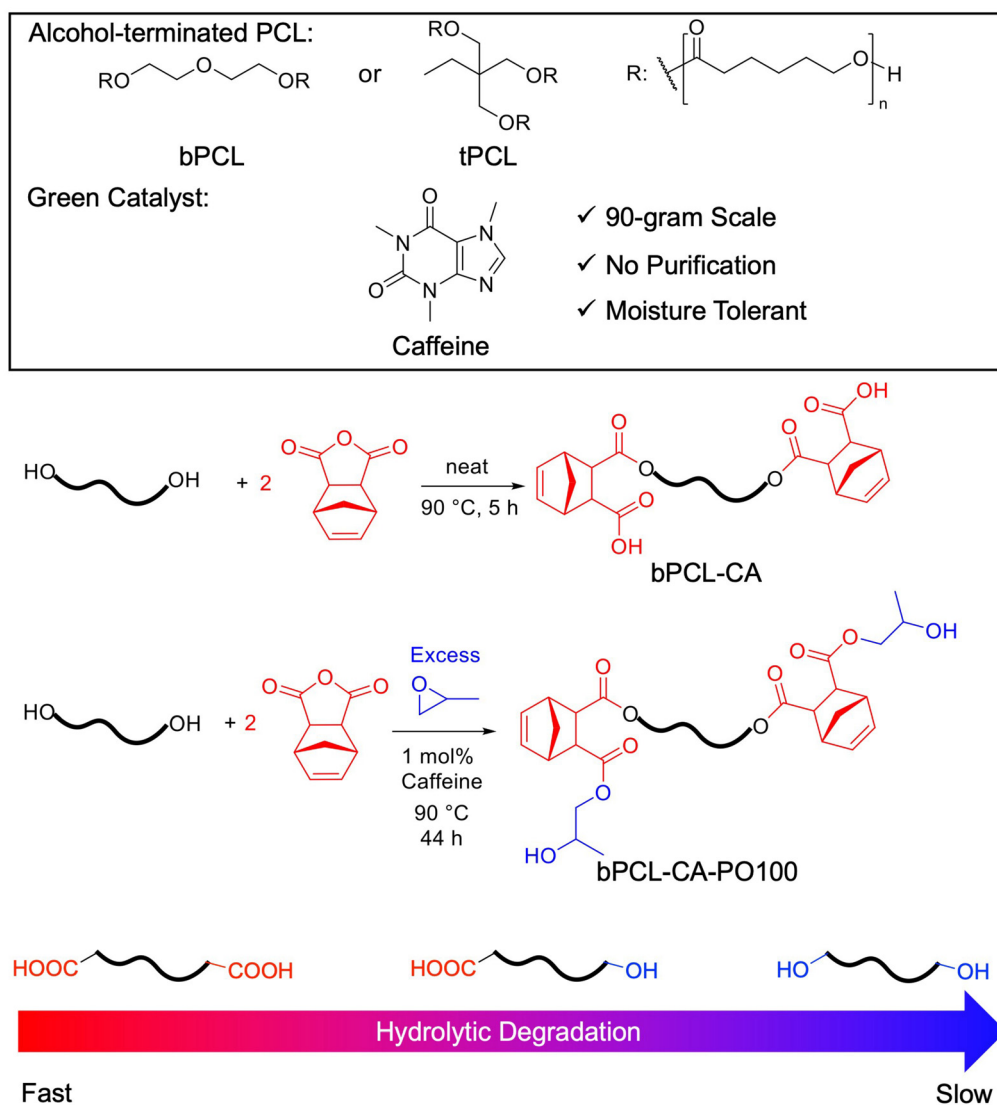 Alcohol-terminated PCL:
RO O OR
or
RO
OR
OR
R: O O H
n
bPCL
tPCL
Green Catalyst:
O
N
N
O N N
Caffeine
✓ 90-gram Scale
✓ No Purification
✓ Moisture Tolerant
HO OH
+ 2
O O O
neat
90 °C, 5 h
O
O
O
OH
O
O
O
OH
bPCL-CA
HO OH
+ 2
O O O
Excess
O
1 mol%
Caffeine
90 °C
44 h
O
O
O
O
HO
O
O
O
O
OH
bPCL-CA-PO100
HOOC COOH
HOOC OH
HO OH
Hydrolytic Degradation
Fast Slow